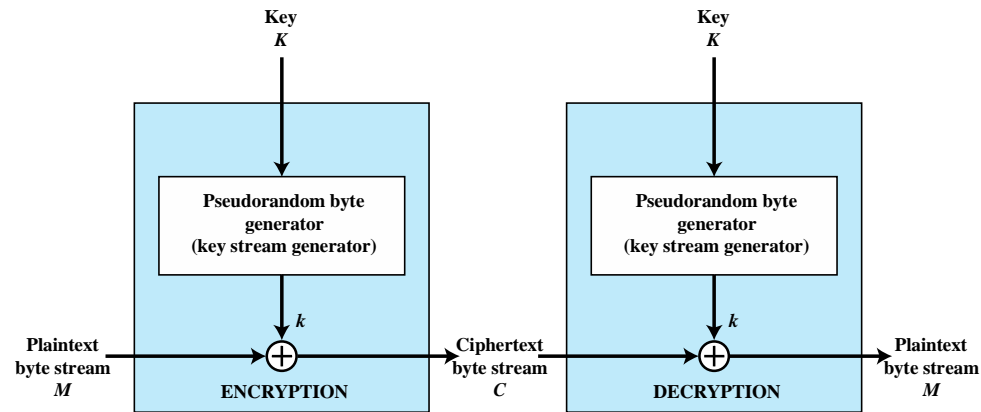 Key
K
Pseudorandom byte
generator
(key stream generator)
k
Plaintext
byte stream
M
ENCRYPTION
Ciphertext
byte stream
C
Key
K
Pseudorandom byte
generator
(key stream generator)
k
DECRYPTION
Plaintext
byte stream
M